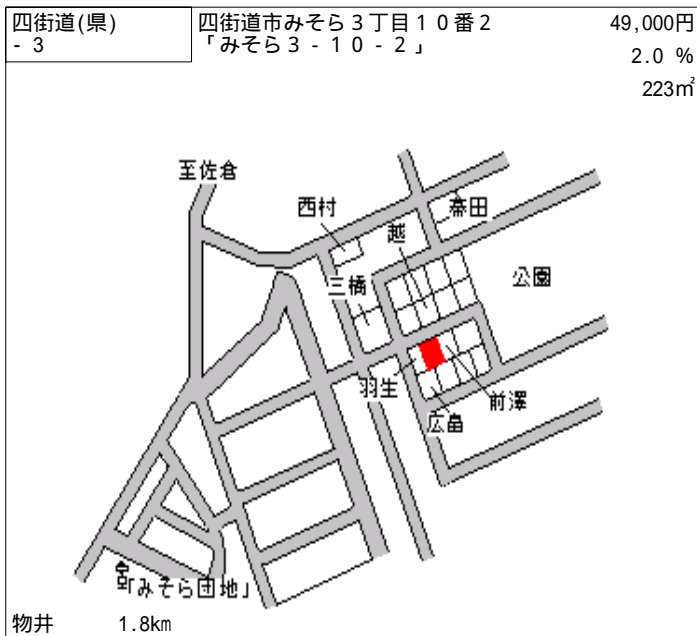 四街道(県)
- 3
四街道市みそら３丁目１０番２
「みそら３-１０-２」
49,000円
2.0 %
223㎡
至佐倉
西村
秦田
越
公園
三橋
羽生
前澤
広畠
「みそら団地」
物井 1.8km